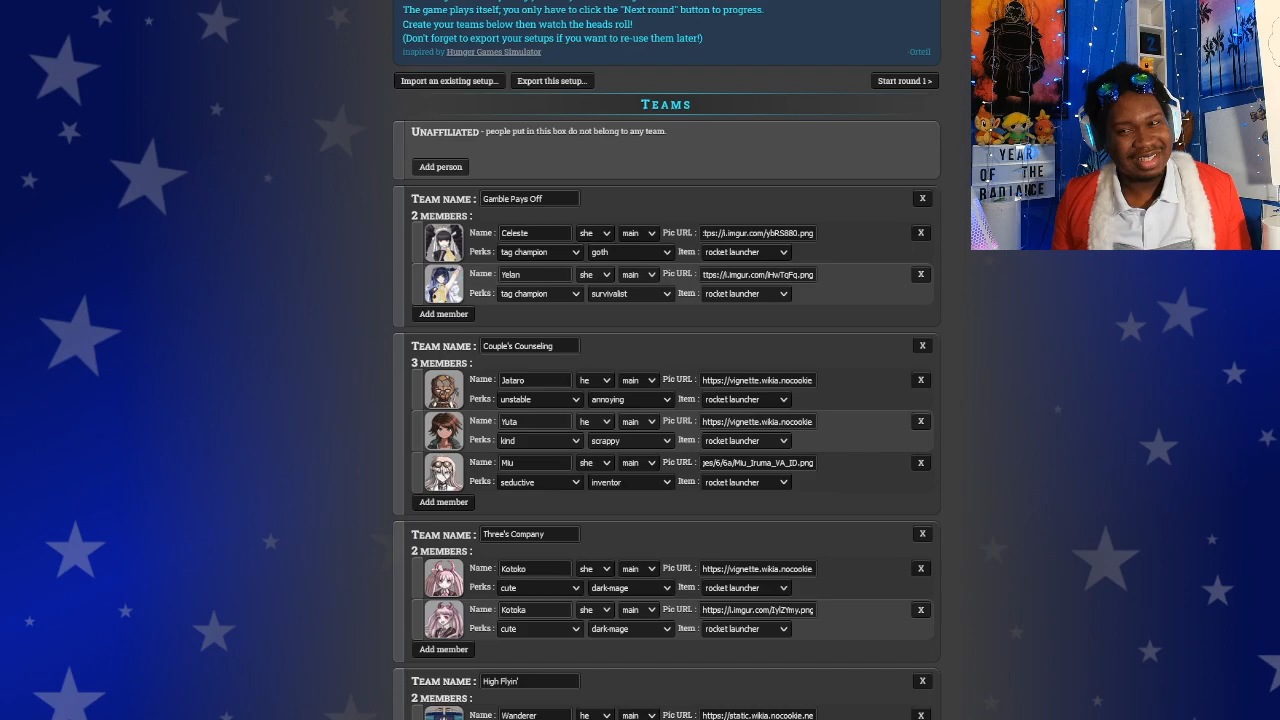 The game plays itself; you only have to click the "Next round" button to progress.
Create your teams below then watch the heads roll!
(Don't forget to export your setups if you want to re-use them later!)
inspired by Hunger Games Simulator -Orteil
Import an existing setup... Export this setup... Start round 1 >
TEAMS
UNAFFILIATED - people put in this box do not belong to any team.
Add person
TEAM NAME : Gamble Pays Off X
2 MEMBERS :
Name : Celeste she main Pic URL : :tps://i.imgur.com/ybRS880.png X
Perks : tag champion goth Item : rocket launcher
Name : Yelan she main Pic URL : ttps://i.imgur.com/iHwTqFq.png X
Perks : tag champion survivalist Item : rocket launcher
Add member
TEAM NAME : Couple's Counseling X
3 MEMBERS :
Name : Jataro he main Pic URL : https://vignette.wikia.nocookie X
Perks : unstable annoying Item : rocket launcher
Name : Yuta he main Pic URL : https://vignette.wikia.nocookie X
Perks : kind scrappy Item : rocket launcher
Name : Miu she main Pic URL : ges/6/6a/Miu_Iruma_VA_ID.png X
Perks : seductive inventor Item : rocket launcher
Add member
TEAM NAME : Three's Company X
2 MEMBERS :
Name : Kotoko she main Pic URL : https://vignette.wikia.nocookie X
Perks : cute dark-mage Item : rocket launcher
Name : Kotoka she main Pic URL : https://i.imgur.com/IylZYmy.png X
Perks : cute dark-mage Item : rocket launcher
Add member
TEAM NAME : High Flyin' X
2 MEMBERS :
Name : Wanderer he main Pic URL : https://static.wikia.nocookie.ne X
YEAR
OF THE
RADIANCE
2